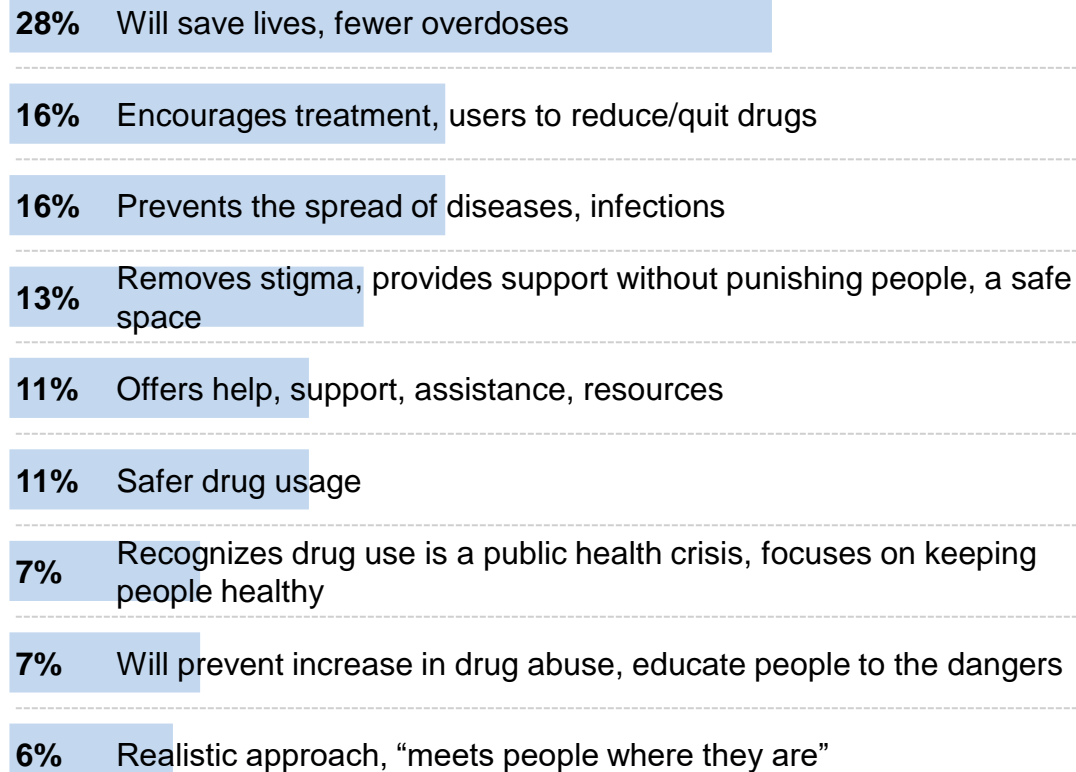 28% Will save lives, fewer overdoses
16% Encourages treatment, users to reduce/quit drugs
16% Prevents the spread of diseases, infections
13% Removes stigma, provides support without punishing people, a safe
space
11% Offers help, support, assistance, resources
11% Safer drug usage
7% Recognizes drug use is a public health crisis, focuses on keeping
people healthy
7% Will prevent increase in drug abuse, educate people to the dangers
6% Realistic approach, “meets people where they are”